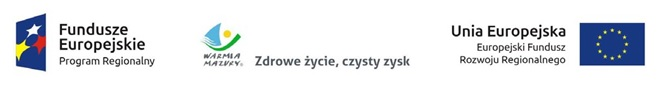 Fundusze
Europejskie
Program Regionalny
WARMIA
MAZURY®
Zdrowe życie, czysty zysk
Unia Europejska
Europejski Fundusz
Rozwoju Regionalnego